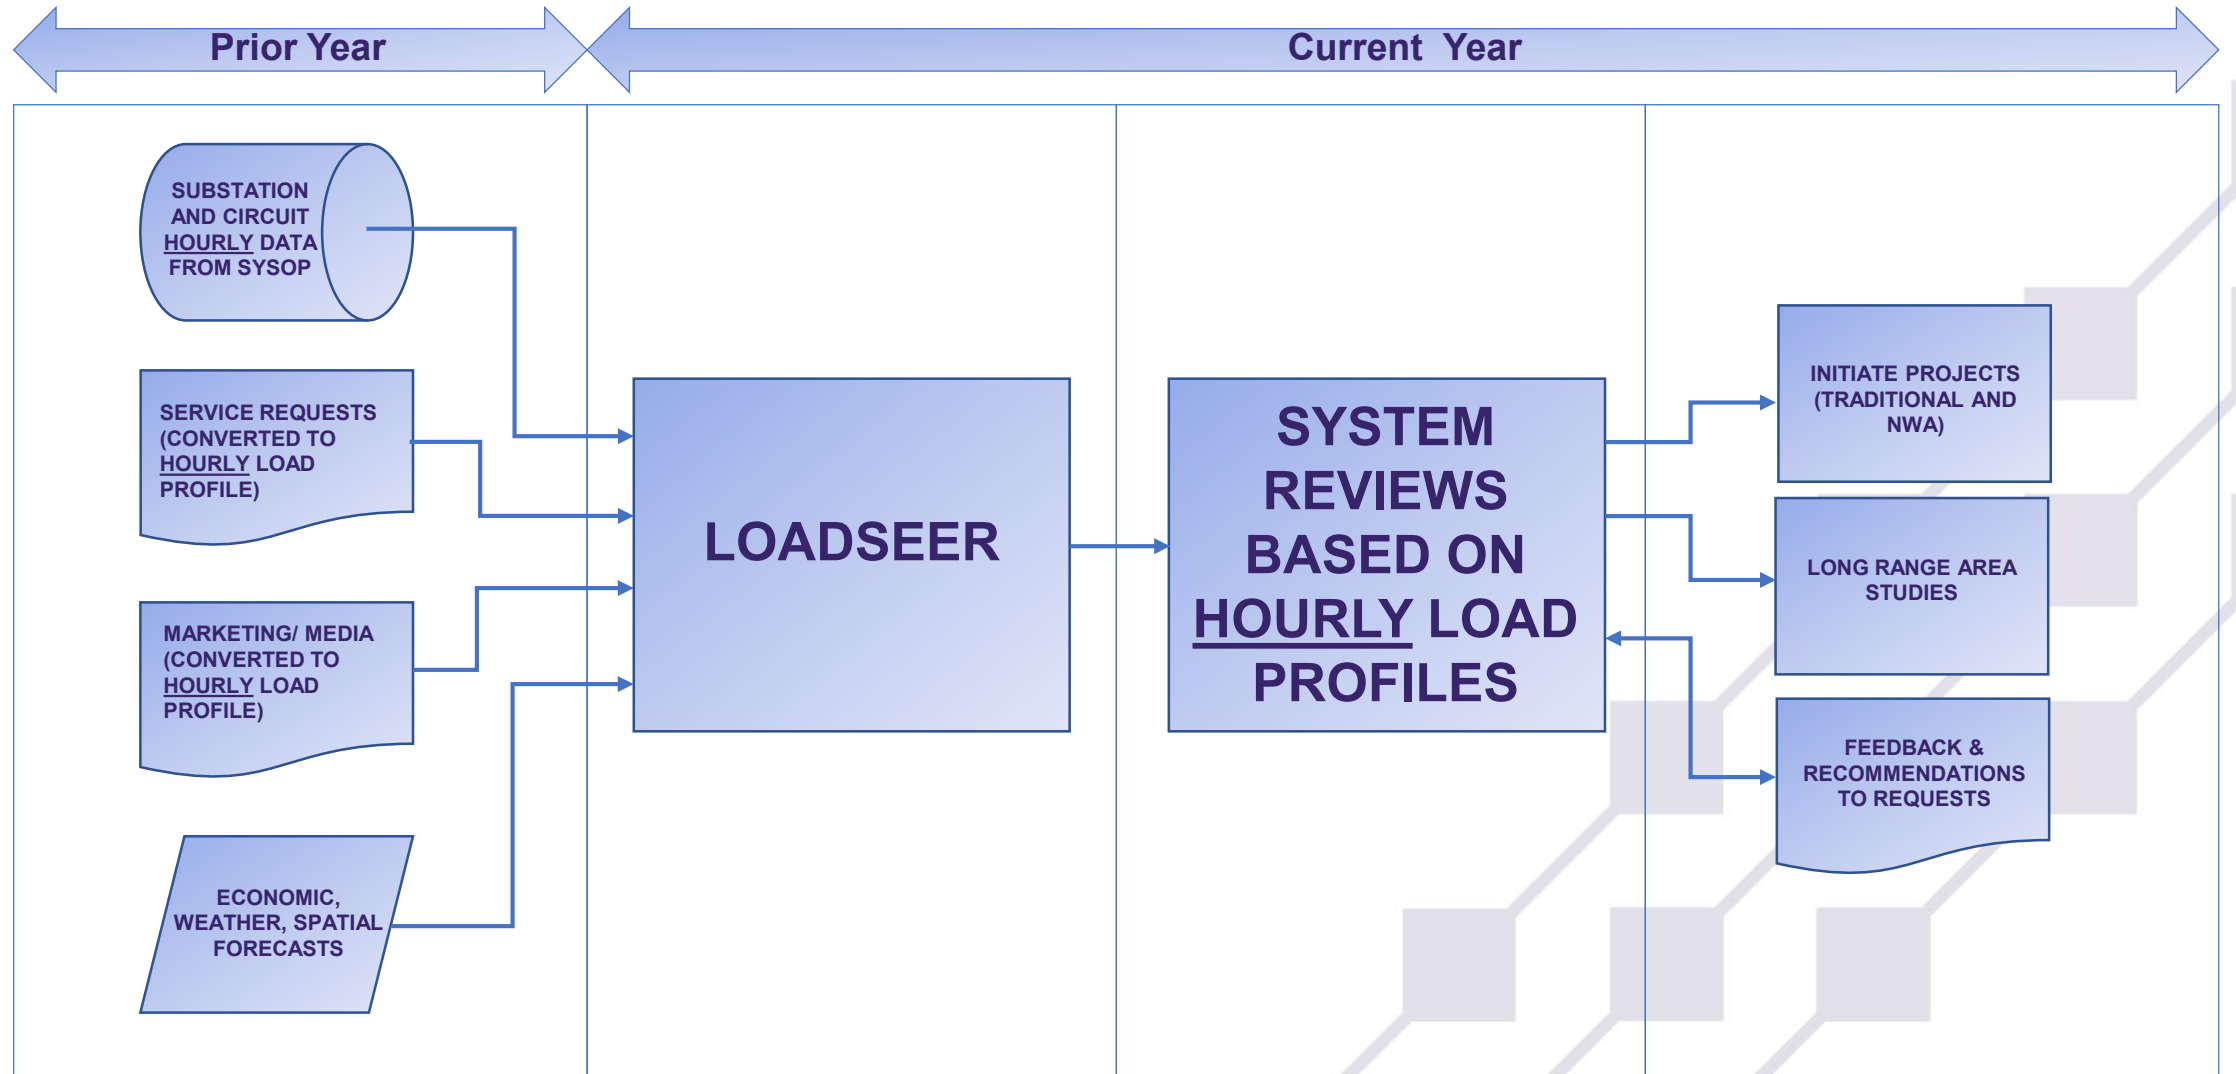 Prior Year
Current Year
SUBSTATION
AND CIRCUIT
HOURLY DATA
FROM SYSOP
SERVICE REQUESTS
(CONVERTED TO
HOURLY LOAD
PROFILE)
MARKETING/ MEDIA
(CONVERTED TO
HOURLY LOAD
PROFILE)
ECONOMIC,
WEATHER, SPATIAL
FORECASTS
LOADSEER
SYSTEM
REVIEWS
BASED ON
HOURLY LOAD
PROFILES
INITIATE PROJECTS
(TRADITIONAL AND
NWA)
LONG RANGE AREA
STUDIES
FEEDBACK &
RECOMMENDATIONS
TO REQUESTS